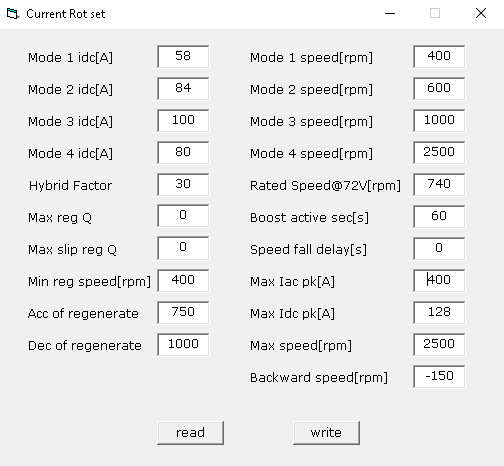 Current Rot set
Mode 1 idc[A] 58 Mode 1 speed[rpm] 400
Mode 2 idc[A] 84 Mode 2 speed[rpm] 600
Mode 3 idc[A] 100 Mode 3 speed[rpm] 1000
Mode 4 idc[A] 80 Mode 4 speed[rpm] 2500
Hybrid Factor 30 Rated Speed@72V[rpm] 740
Max reg Q 0 Boost active sec[s] 60
Max slip reg Q 0 Speed fall delay[s] 0
Min reg speed[rpm] 400 Max Iac pk[A] 400
Acc of regenerate 750 Max Idc pk[A] 128
Dec of regenerate 1000 Max speed[rpm] 2500
Backward speed[rpm] -150
read write